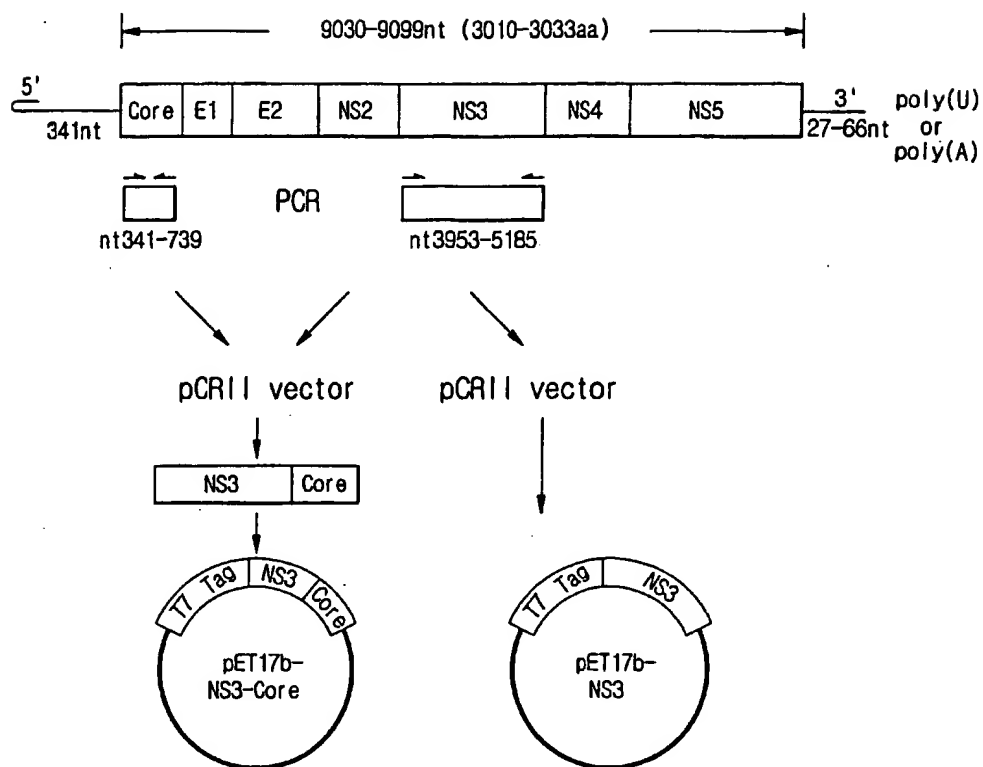 9030-9099nt (3010-3033aa)
5'
341nt
Core E1 E2 NS2 NS3 NS4 NS5
3'
27-66nt
poly(U)
or
poly(A)
PCR
nt341-739
nt3953-5185
pCRII vector
pCRII vector
NS3 Core
T7 Tag NS3 Core
pET17b-
NS3-Core
T7 Tag NS3
pET17b-
NS3